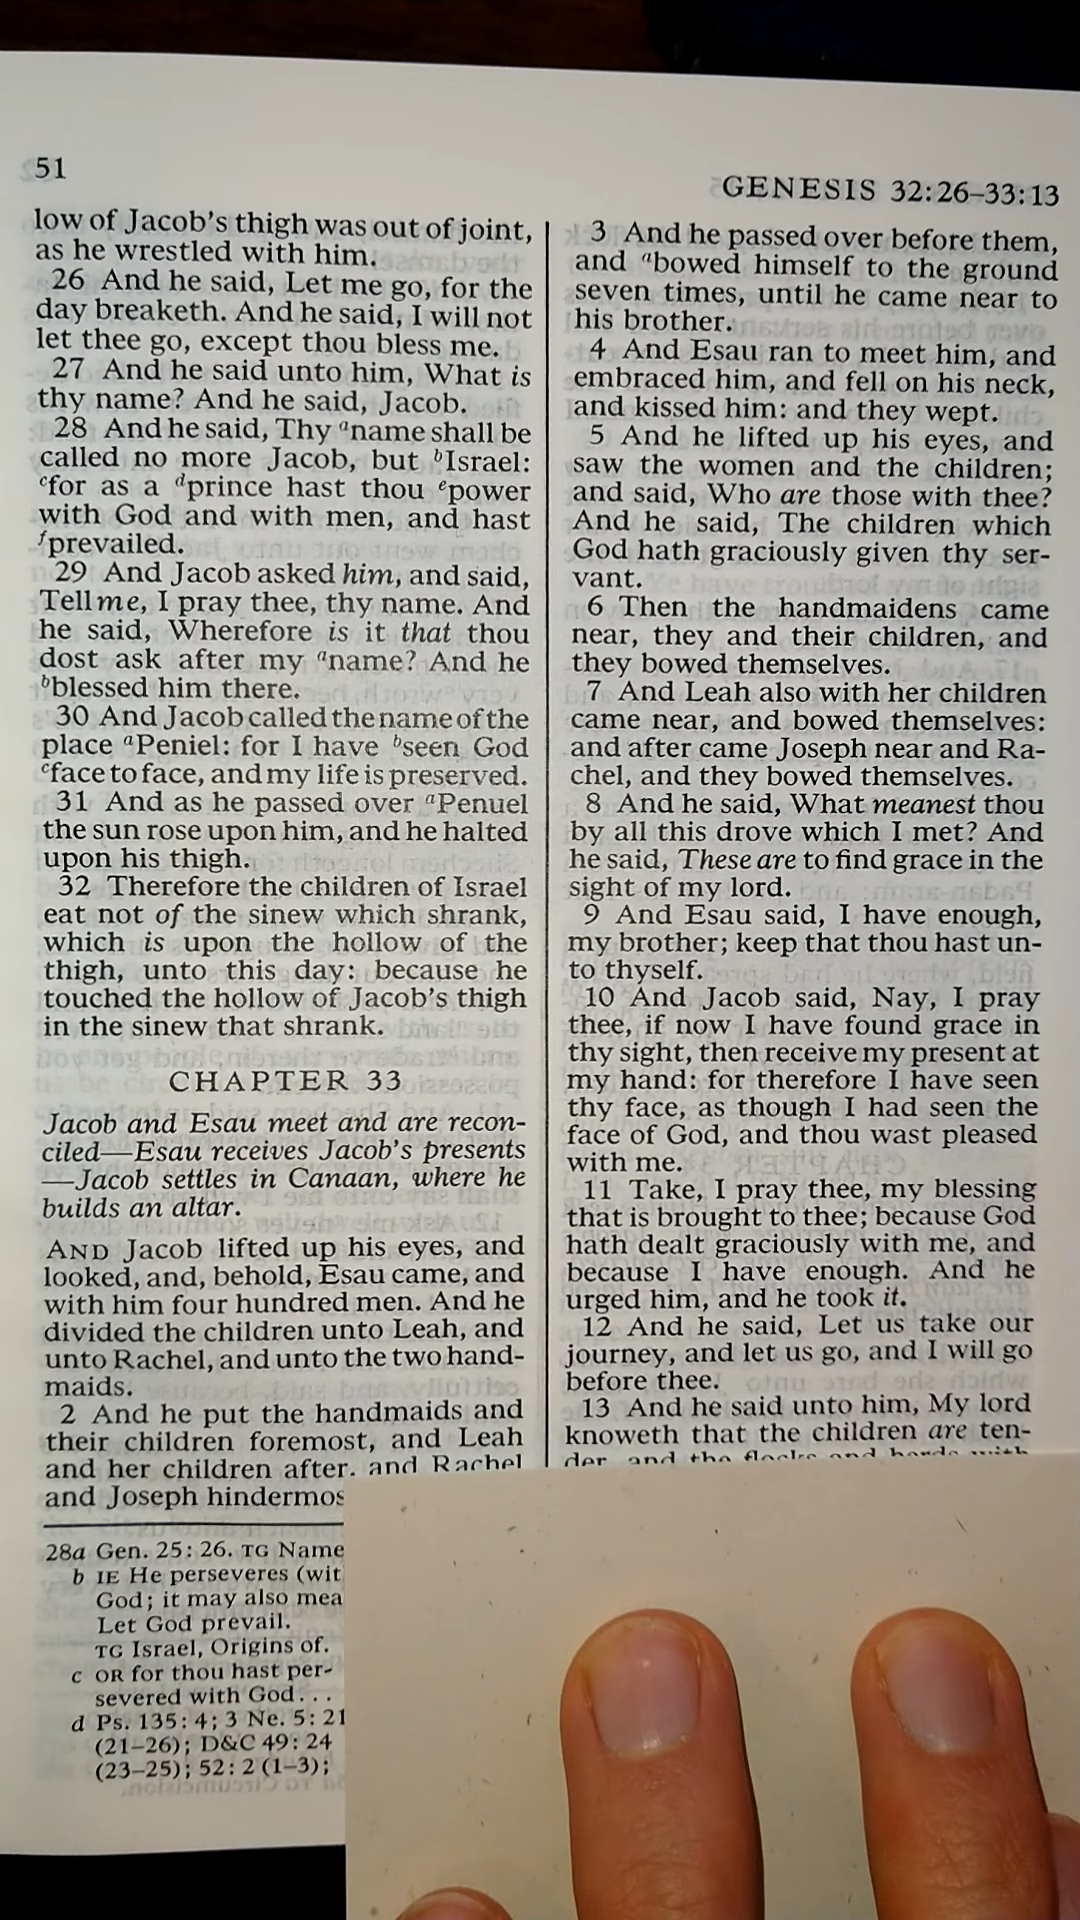 51
GENESIS 32:26–33:13
low of Jacob's thigh was out of joint,
as he wrestled with him.
26 And he said, Let me go, for the
day breaketh. And he said, I will not
let thee go, except thou bless me.
27 And he said unto him, What is
thy name? And he said, Jacob.
28 And he said, Thy aname shall be
called no more Jacob, but bIsrael:
cfor as a dprince hast thou epower
with God and with men, and hast
fprevailed.
29 And Jacob asked him, and said,
Tell me, I pray thee, thy name. And
he said, Wherefore is it that thou
dost ask after my aname? And he
bblessed him there.
30 And Jacob called the name of the
place aPeniel: for I have bseen God
cface to face, and my life is preserved.
31 And as he passed over aPenuel
the sun rose upon him, and he halted
upon his thigh.
32 Therefore the children of Israel
eat not of the sinew which shrank,
which is upon the hollow of the
thigh, unto this day: because he
touched the hollow of Jacob's thigh
in the sinew that shrank.
CHAPTER 33
Jacob and Esau meet and are recon-
ciled—Esau receives Jacob's presents
—Jacob settles in Canaan, where he
builds an altar.
AND Jacob lifted up his eyes, and
looked, and, behold, Esau came, and
with him four hundred men. And he
divided the children unto Leah, and
unto Rachel, and unto the two hand-
maids.
2 And he put the handmaids and
their children foremost, and Leah
and her children after, and Rachel
and Joseph hindermos
3 And he passed over before them,
and abowed himself to the ground
seven times, until he came near to
his brother.
4 And Esau ran to meet him, and
embraced him, and fell on his neck,
and kissed him: and they wept.
5 And he lifted up his eyes, and
saw the women and the children;
and said, Who are those with thee?
And he said, The children which
God hath graciously given thy ser-
vant.
6 Then the handmaidens came
near, they and their children, and
they bowed themselves.
7 And Leah also with her children
came near, and bowed themselves:
and after came Joseph near and Ra-
chel, and they bowed themselves.
8 And he said, What meanest thou
by all this drove which I met? And
he said, These are to find grace in the
sight of my lord.
9 And Esau said, I have enough,
my brother; keep that thou hast un-
to thyself.
10 And Jacob said, Nay, I pray
thee, if now I have found grace in
thy sight, then receive my present at
my hand: for therefore I have seen
thy face, as though I had seen the
face of God, and thou wast pleased
with me.
11 Take, I pray thee, my blessing
that is brought to thee; because God
hath dealt graciously with me, and
because I have enough. And he
urged him, and he took it.
12 And he said, Let us take our
journey, and let us go, and I will go
before thee.
13 And he said unto him, My lord
knoweth that the children are ten-
der, and the flocks and herds with
28a Gen. 25:26. TG Name
b IE He perseveres (wit
God; it may also mea
Let God prevail.
TG Israel, Origins of.
c OR for thou hast per-
severed with God...
d Ps. 135:4; 3 Ne. 5:21
(21–26); D&C 49:24
(23–25); 52:2 (1–3);